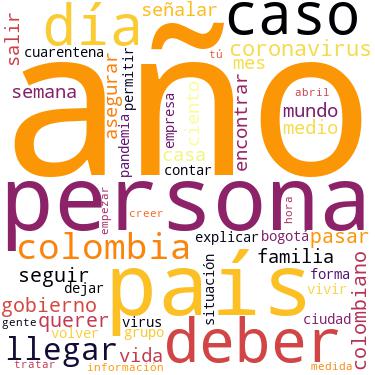 señalar
caso
salir
día
cuarentena
asegurar
permitir
tú
coronavirus
mes
semana
año
pandemia
empresa
ciento
casa
contar
encontrar
abril
mundo
medio
persona
empezar
creer
hora
colombia
explicar
bogotá
pasar
seguir
dejar
país
situación
familia
forma
vivir
colombiano
gobierno
gente
querer
virus
volver
grupo
deber
ciudad
llegar
vida
tratar
información
medida